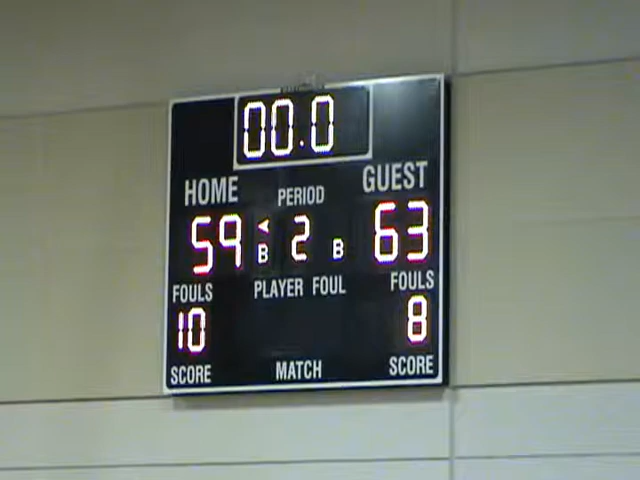 00.0
HOME PERIOD GUEST
59 B 2 B 63
FOULS PLAYER FOUL FOULS
10 8
SCORE MATCH SCORE